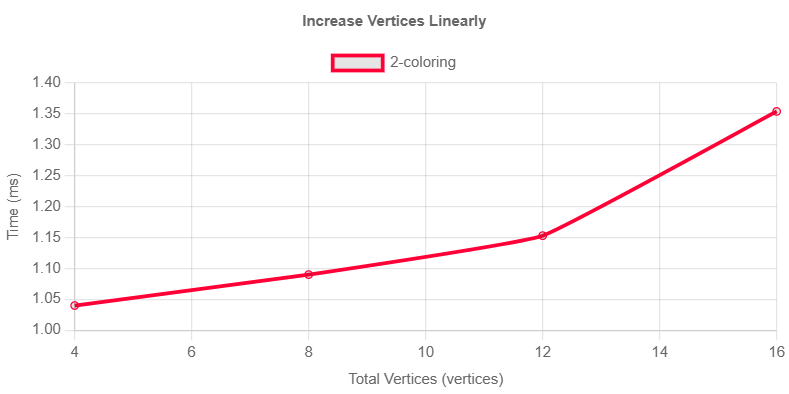 Increase Vertices Linearly
2-coloring
1.40
1.35
1.30
1.25
1.20
1.15
1.10
1.05
1.00
Time (ms)
4 6 8 10 12 14 16
Total Vertices (vertices)